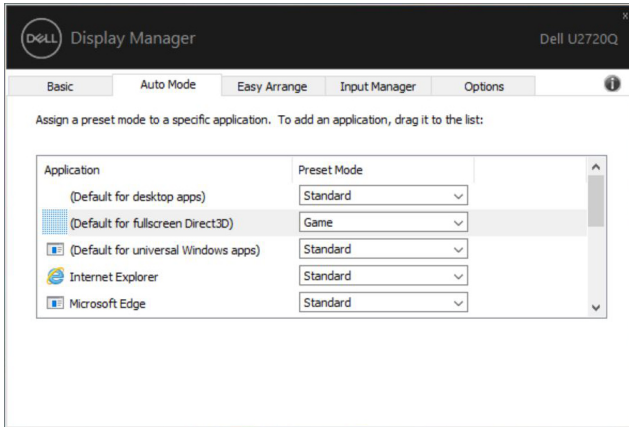 x
DELL Display Manager Dell U2720Q
Basic Auto Mode Easy Arrange Input Manager Options i
Assign a preset mode to a specific application. To add an application, drag it to the list:
Application Preset Mode
(Default for desktop apps) Standard
(Default for fullscreen Direct3D) Game
(Default for universal Windows apps) Standard
Internet Explorer Standard
Microsoft Edge Standard